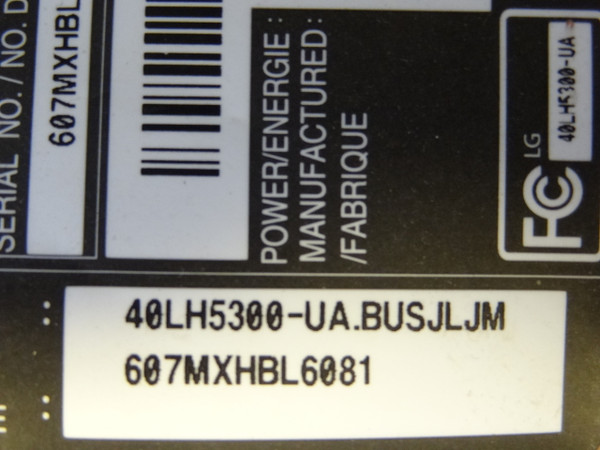 SERIAL NO. / NO. D
607MXHBL
POWER/ENERGIE :
MANUFACTURED :
/FABRIQUE
FC LG
40LH5300-UA
: 40LH5300-UA.BUSJLJM
: 607MXHBL6081